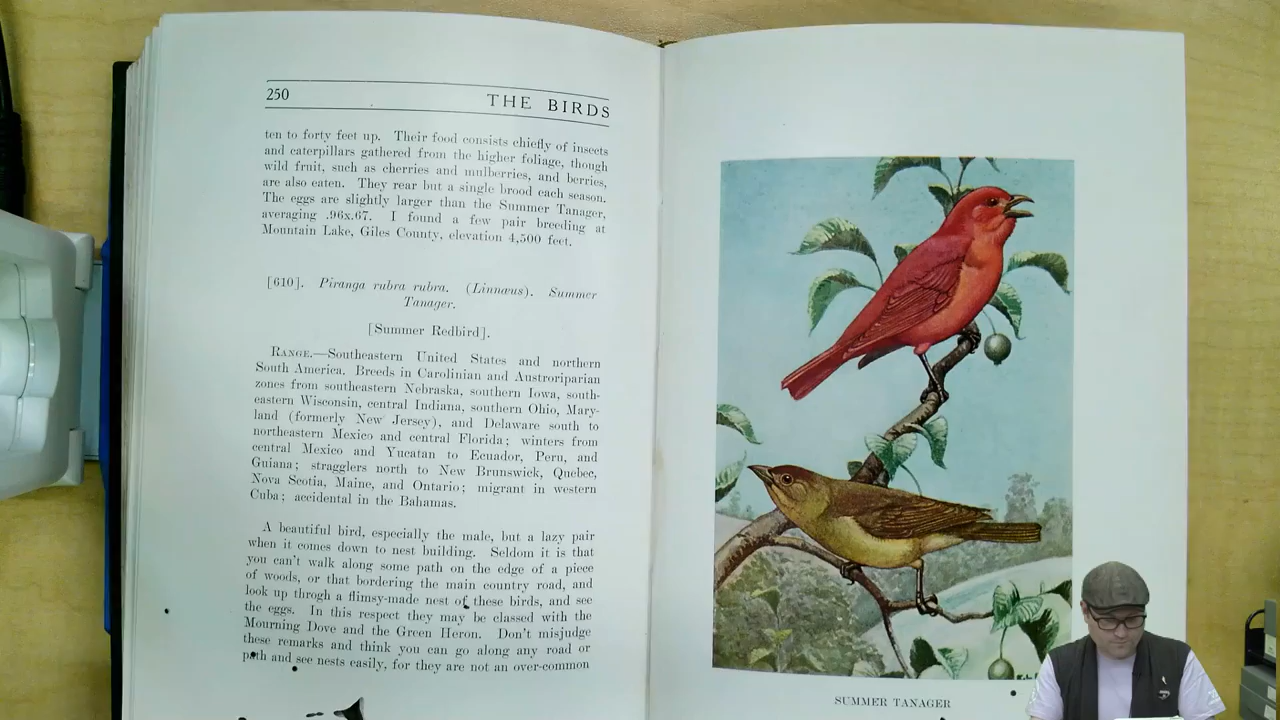 250
THE BIRDS
ten to forty feet up. Their food consists chiefly of insects
and caterpillars gathered from the higher foliage, though
wild fruit, such as cherries and mulberries, and berries,
are also eaten. They rear but a single brood each season.
The eggs are slightly larger than the Summer Tanager,
averaging .96x.67. I found a few pair breeding at
Mountain Lake, Giles County, elevation 4,500 feet.
[610]. Piranga rubra rubra. (Linnæus). Summer
Tanager.
[Summer Redbird].
RANGE.—Southeastern United States and northern
South America. Breeds in Carolinian and Austroriparian
zones from southeastern Nebraska, southern Iowa, south-
eastern Wisconsin, central Indiana, southern Ohio, Mary-
land (formerly New Jersey), and Delaware south to
northeastern Mexico and central Florida; winters from
central Mexico and Yucatan to Ecuador, Peru, and
Guiana; stragglers north to New Brunswick, Quebec,
Nova Scotia, Maine, and Ontario; migrant in western
Cuba; accidental in the Bahamas.
A beautiful bird, especially the male, but a lazy pair
when it comes down to nest building. Seldom it is that
you can't walk along some path on the edge of a piece
of woods, or that bordering the main country road, and
look up throgh a flimsy-made nest of these birds, and see
the eggs. In this respect they may be classed with the
Mourning Dove and the Green Heron. Don't misjudge
these remarks and think you can go along any road or
path and see nests easily, for they are not an over-common
SUMMER TANAGER